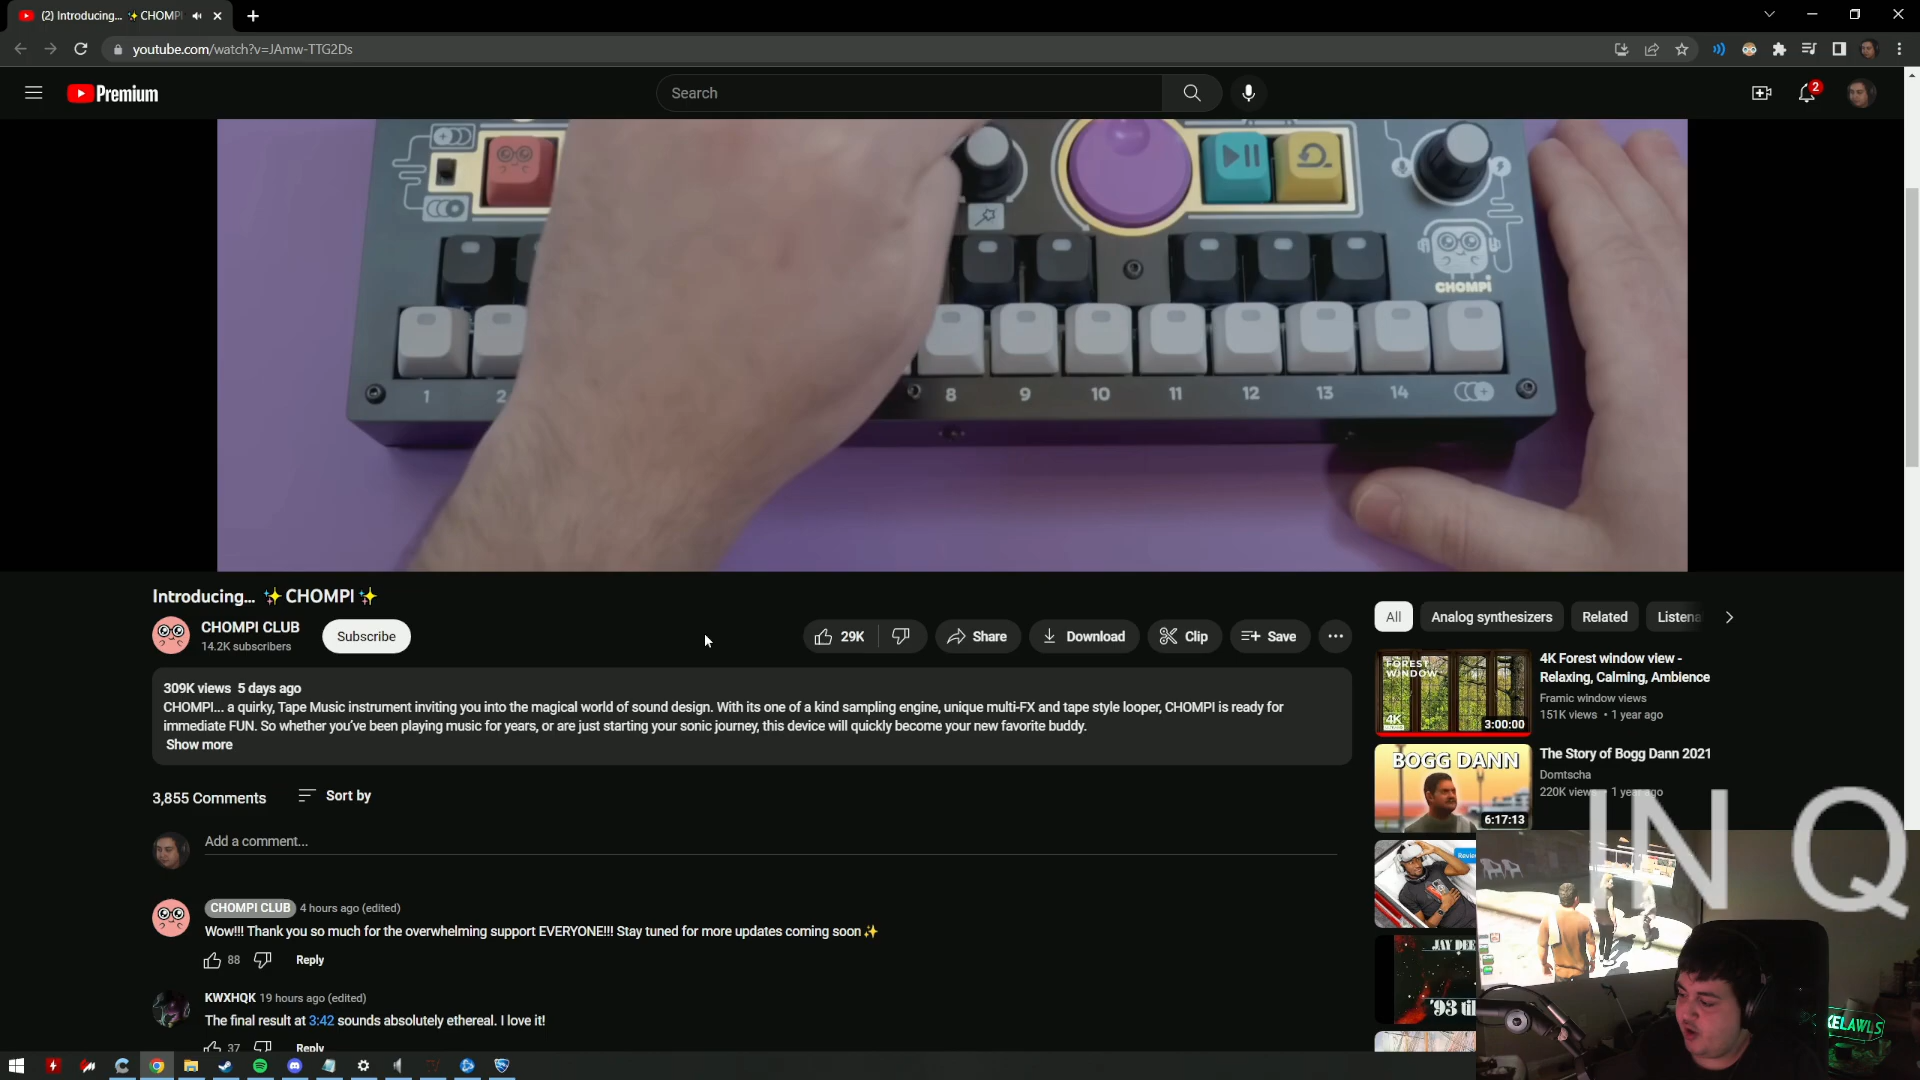 (2) Introducing... ✨CHOMPI
youtube.com/watch?v=JAmw-TTG2Ds
Premium
Search
2
CHOMPI
1 2 8 9 10 11 12 13 14
Introducing... ✨CHOMPI✨
CHOMPI CLUB
14.2K subscribers
Subscribe
29K
Share
Download
Clip
Save
309K views 5 days ago
CHOMPI... a quirky, Tape Music instrument inviting you into the magical world of sound design. With its one of a kind sampling engine, unique multi-FX and tape style looper, CHOMPI is ready for
immediate FUN. So whether you've been playing music for years, or are just starting your sonic journey, this device will quickly become your new favorite buddy.
Show more
3,855 Comments
Sort by
Add a comment...
CHOMPI CLUB 4 hours ago (edited)
Wow!!! Thank you so much for the overwhelming support EVERYONE!!! Stay tuned for more updates coming soon✨
88
Reply
KWXHQK 19 hours ago (edited)
The final result at 3:42 sounds absolutely ethereal. I love it!
37
Reply
All
Analog synthesizers
Related
Listena
FOREST
WINDOW
4K
3:00:00
4K Forest window view -
Relaxing, Calming, Ambience
Framic window views
151K views • 1 year ago
BOGG DANN
6:17:13
The Story of Bogg Dann 2021
Domtscha
220K views • 1 year ago
Review
JAY DEE
'93 til
IN Q
KELAWLS